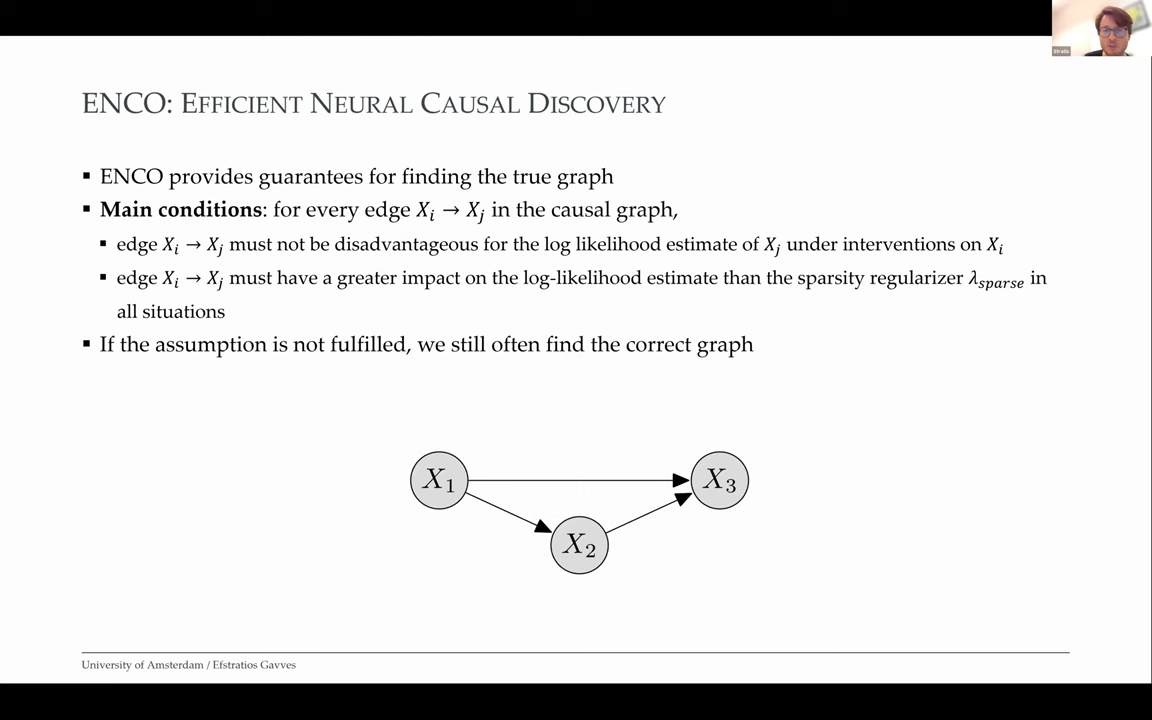 Stratis
ENCO: EFFICIENT NEURAL CAUSAL DISCOVERY
▪ ENCO provides guarantees for finding the true graph
▪ Main conditions: for every edge 𝑋ᵢ → 𝑋ⱼ in the causal graph,
▪ edge 𝑋ᵢ → 𝑋ⱼ must not be disadvantageous for the log likelihood estimate of 𝑋ⱼ under interventions on 𝑋ᵢ
▪ edge 𝑋ᵢ → 𝑋ⱼ must have a greater impact on the log-likelihood estimate than the sparsity regularizer λ_sparse in
all situations
▪ If the assumption is not fulfilled, we still often find the correct graph
X₁
X₃
X₂
University of Amsterdam / Efstratios Gavves